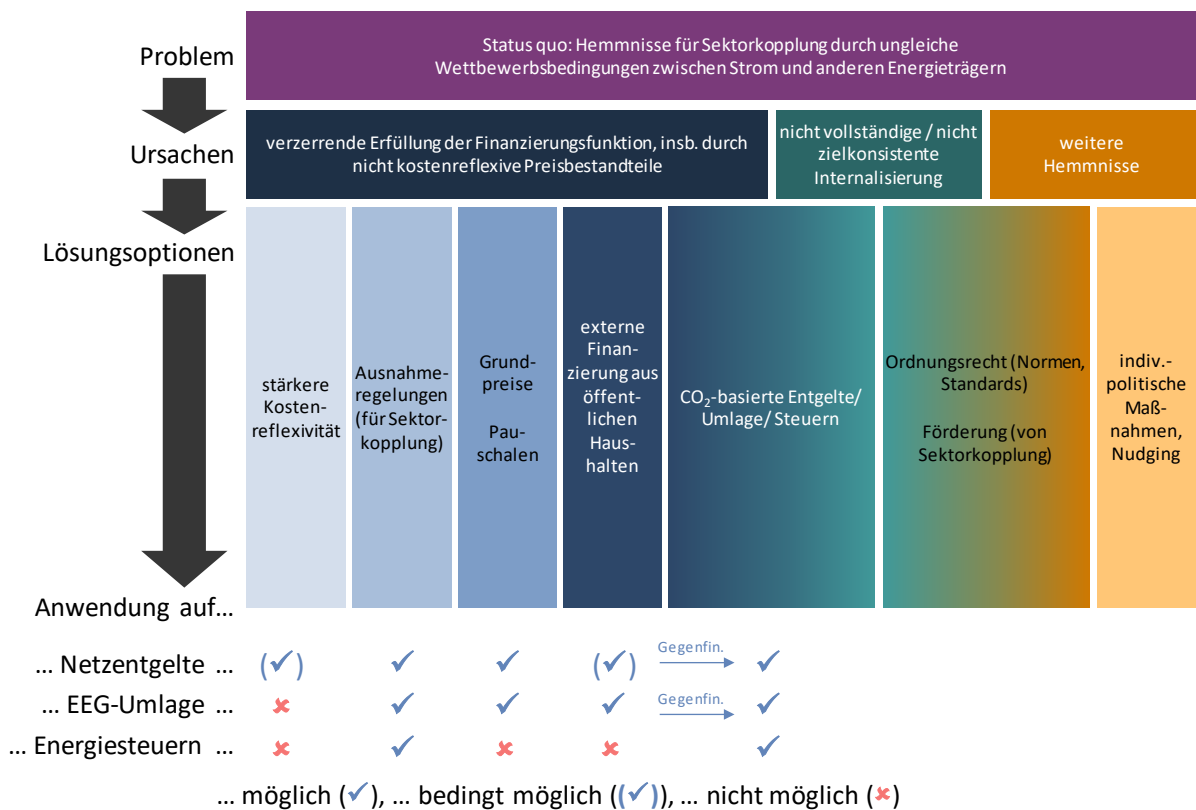 Problem
Status quo: Hemmnisse für Sektorkopplung durch ungleiche
Wettbewerbsbedingungen zwischen Strom und anderen Energieträgern
Ursachen
verzerrende Erfüllung der Finanzierungsfunktion, insb. durch
nicht kostenreflexive Preisbestandteile
nicht vollständige / nicht
zielkonsistente
Internalisierung
weitere
Hemmnisse
Lösungsoptionen
stärkere
Kosten-
reflexivität
Ausnahme-
regelungen
(für Sektor-
kopplung)
Grund-
preise
Pau-
schalen
externe
Finan-
zierung aus
öffent-
lichen
Haus-
halten
CO₂-basierte Entgelte/
Umlage/ Steuern
Ordnungsrecht (Normen,
Standards)
Förderung (von
Sektorkopplung)
indiv.-
politische
Maß-
nahmen,
Nudging
Anwendung auf...
... Netzentgelte ... (✓) ✓ ✓ (✓) Gegenfin. ✓
... EEG-Umlage ... ✘ ✓ ✓ ✓ Gegenfin. ✓
... Energiesteuern ... ✘ ✓ ✘ ✘ ✓
... möglich (✓), ... bedingt möglich ((✓)), ... nicht möglich (✘)